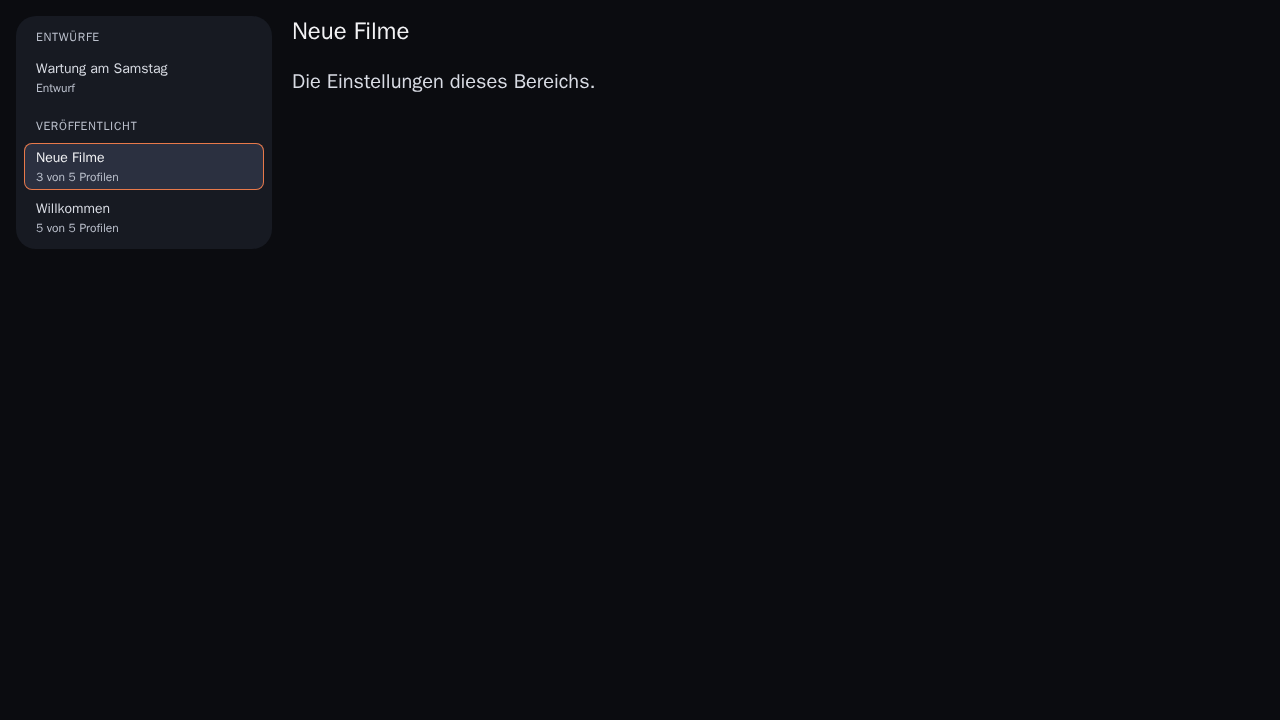 ENTWÜRFE
Wartung am Samstag
Entwurf
VERÖFFENTLICHT
Neue Filme
3 von 5 Profilen
Willkommen
5 von 5 Profilen
Neue Filme
Die Einstellungen dieses Bereichs.